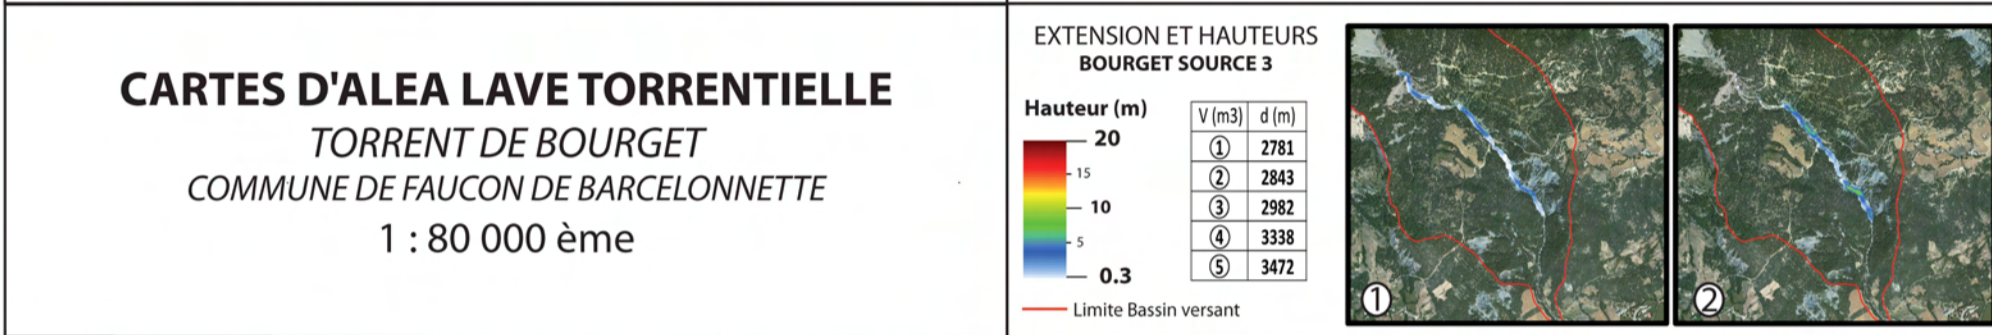 CARTES D'ALEA LAVE TORRENTIELLE
TORRENT DE BOURGET
COMMUNE DE FAUCON DE BARCELONNETTE
1 : 80 000 ème
EXTENSION ET HAUTEURS
BOURGET SOURCE 3
Hauteur (m)
20
15
10
5
0.3
Limite Bassin versant
V (m3) d (m)
① 2781
② 2843
③ 2982
④ 3338
⑤ 3472
①
②